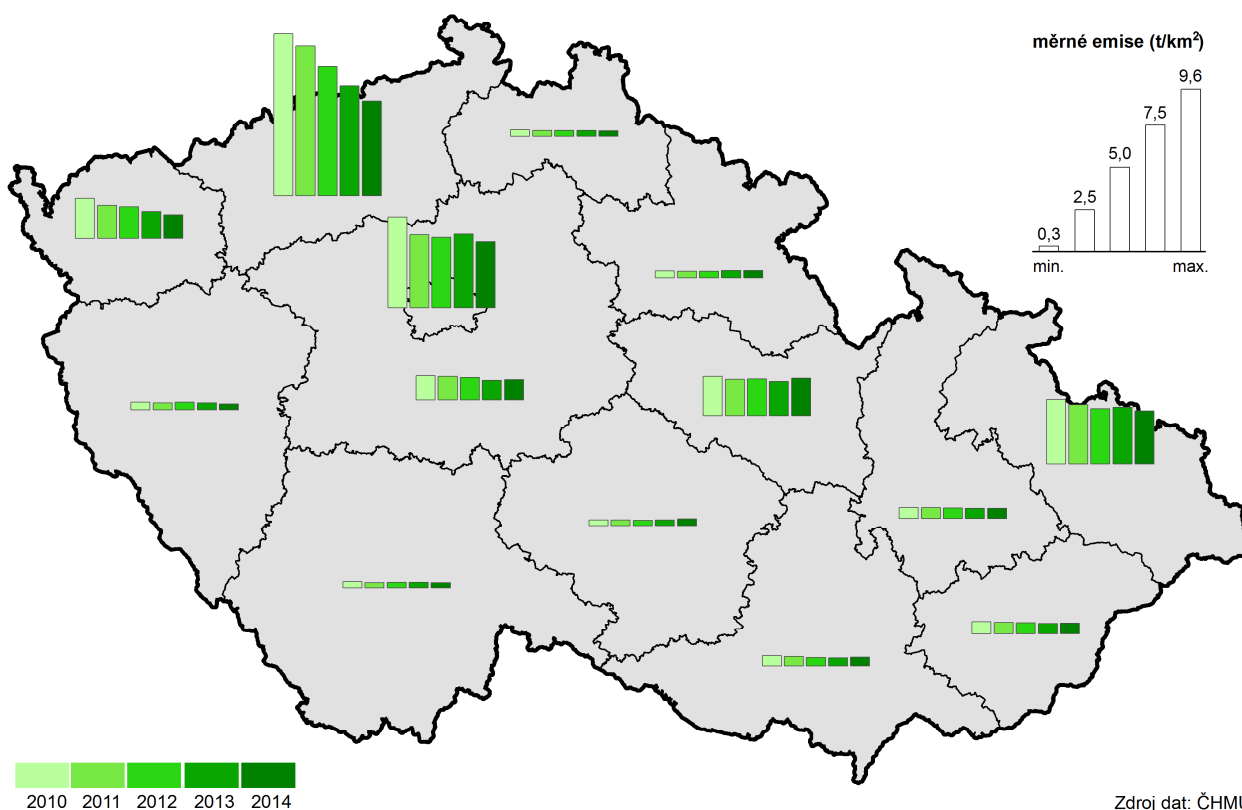 měrné emise (t/km²)
9,6
7,5
5,0
2,5
0,3
min. max.
2010 2011 2012 2013 2014
Zdroj dat: ČHMÚ